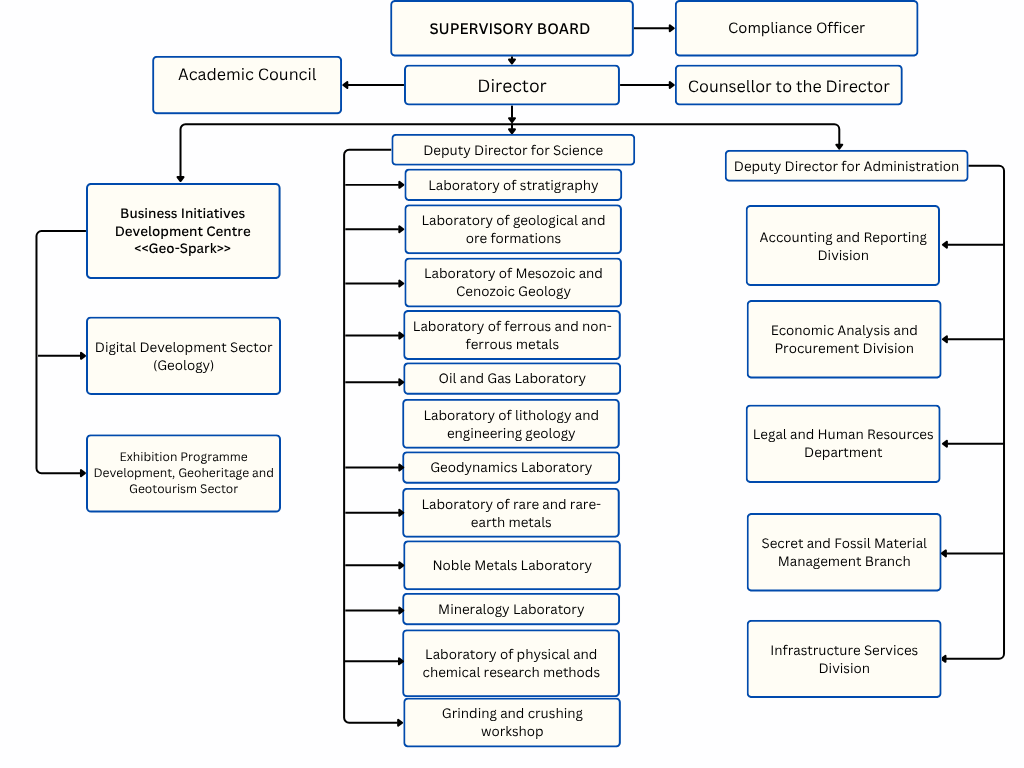 SUPERVISORY BOARD
Compliance Officer
Academic Council
Director
Counsellor to the Director
Business Initiatives
Development Centre
<<Geo-Spark>>
Digital Development Sector
(Geology)
Exhibition Programme
Development, Geoheritage and
Geotourism Sector
Deputy Director for Science
Laboratory of stratigraphy
Laboratory of geological and
ore formations
Laboratory of Mesozoic and
Cenozoic Geology
Laboratory of ferrous and non-
ferrous metals
Oil and Gas Laboratory
Laboratory of lithology and
engineering geology
Geodynamics Laboratory
Laboratory of rare and rare-
earth metals
Noble Metals Laboratory
Mineralogy Laboratory
Laboratory of physical and
chemical research methods
Grinding and crushing
workshop
Deputy Director for Administration
Accounting and Reporting
Division
Economic Analysis and
Procurement Division
Legal and Human Resources
Department
Secret and Fossil Material
Management Branch
Infrastructure Services
Division